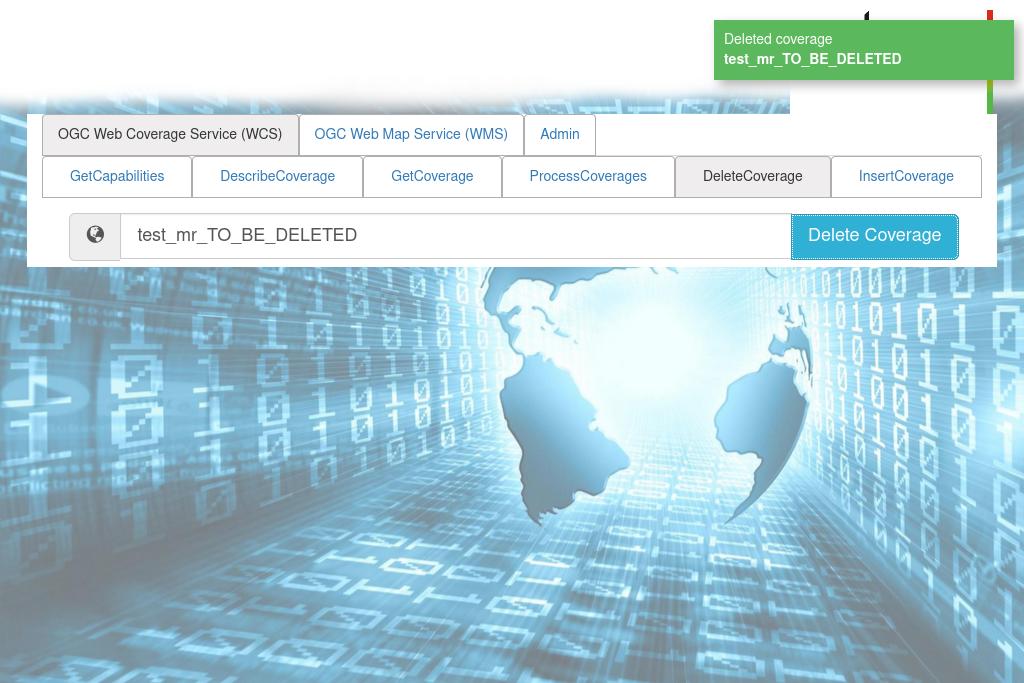 Deleted coverage
test_mr_TO_BE_DELETED
OGC Web Coverage Service (WCS) OGC Web Map Service (WMS) Admin
GetCapabilities DescribeCoverage GetCoverage ProcessCoverages DeleteCoverage InsertCoverage
test_mr_TO_BE_DELETED Delete Coverage